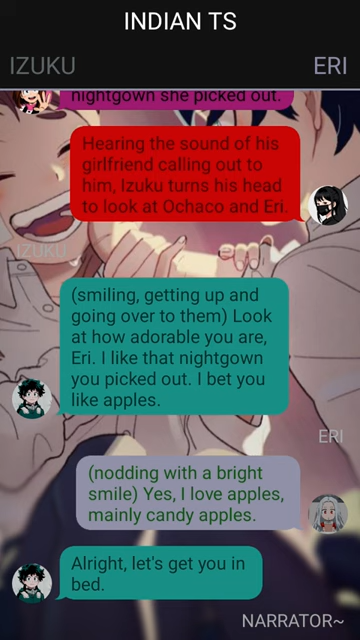 INDIAN TS
IZUKU
ERI
nightgown she picked out.
Hearing the sound of his
girlfriend calling out to
him, Izuku turns his head
to look at Ochaco and Eri.
IZUKU
(smiling, getting up and
going over to them) Look
at how adorable you are,
Eri. I like that nightgown
you picked out. I bet you
like apples.
ERI
(nodding with a bright
smile) Yes, I love apples,
mainly candy apples.
Alright, let's get you in
bed.
NARRATOR~